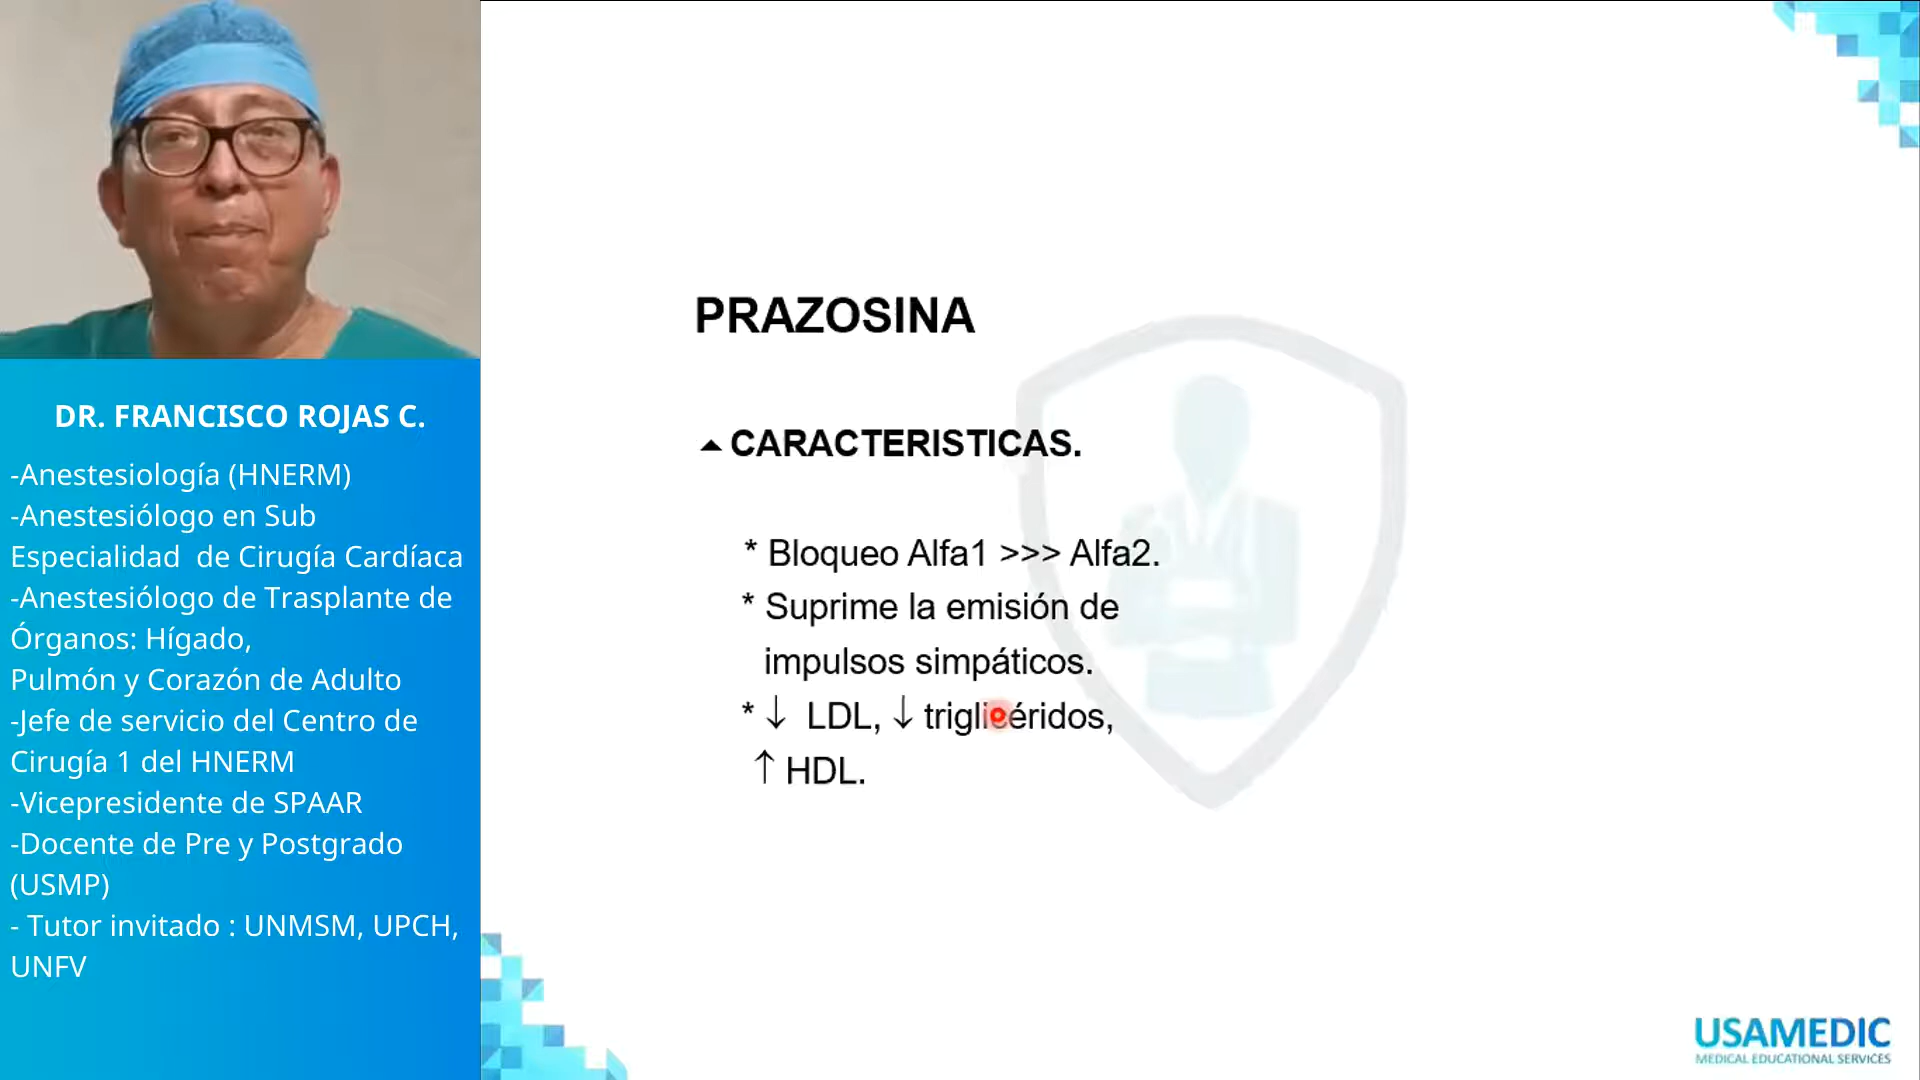 DR. FRANCISCO ROJAS C.
-Anestesiología (HNERM)
-Anestesiólogo en Sub
Especialidad  de Cirugía Cardíaca
-Anestesiólogo de Trasplante de
Órganos: Hígado,
Pulmón y Corazón de Adulto
-Jefe de servicio del Centro de
Cirugía 1 del HNERM
-Vicepresidente de SPAAR
-Docente de Pre y Postgrado
(USMP)
- Tutor invitado : UNMSM, UPCH,
UNFV
PRAZOSINA
CARACTERISTICAS.
* Bloqueo Alfa1 >>> Alfa2.
* Suprime la emisión de
impulsos simpáticos.
* ↓ LDL, ↓ triglicéridos,
↑ HDL.
USAMEDIC
MEDICAL EDUCATIONAL SERVICES